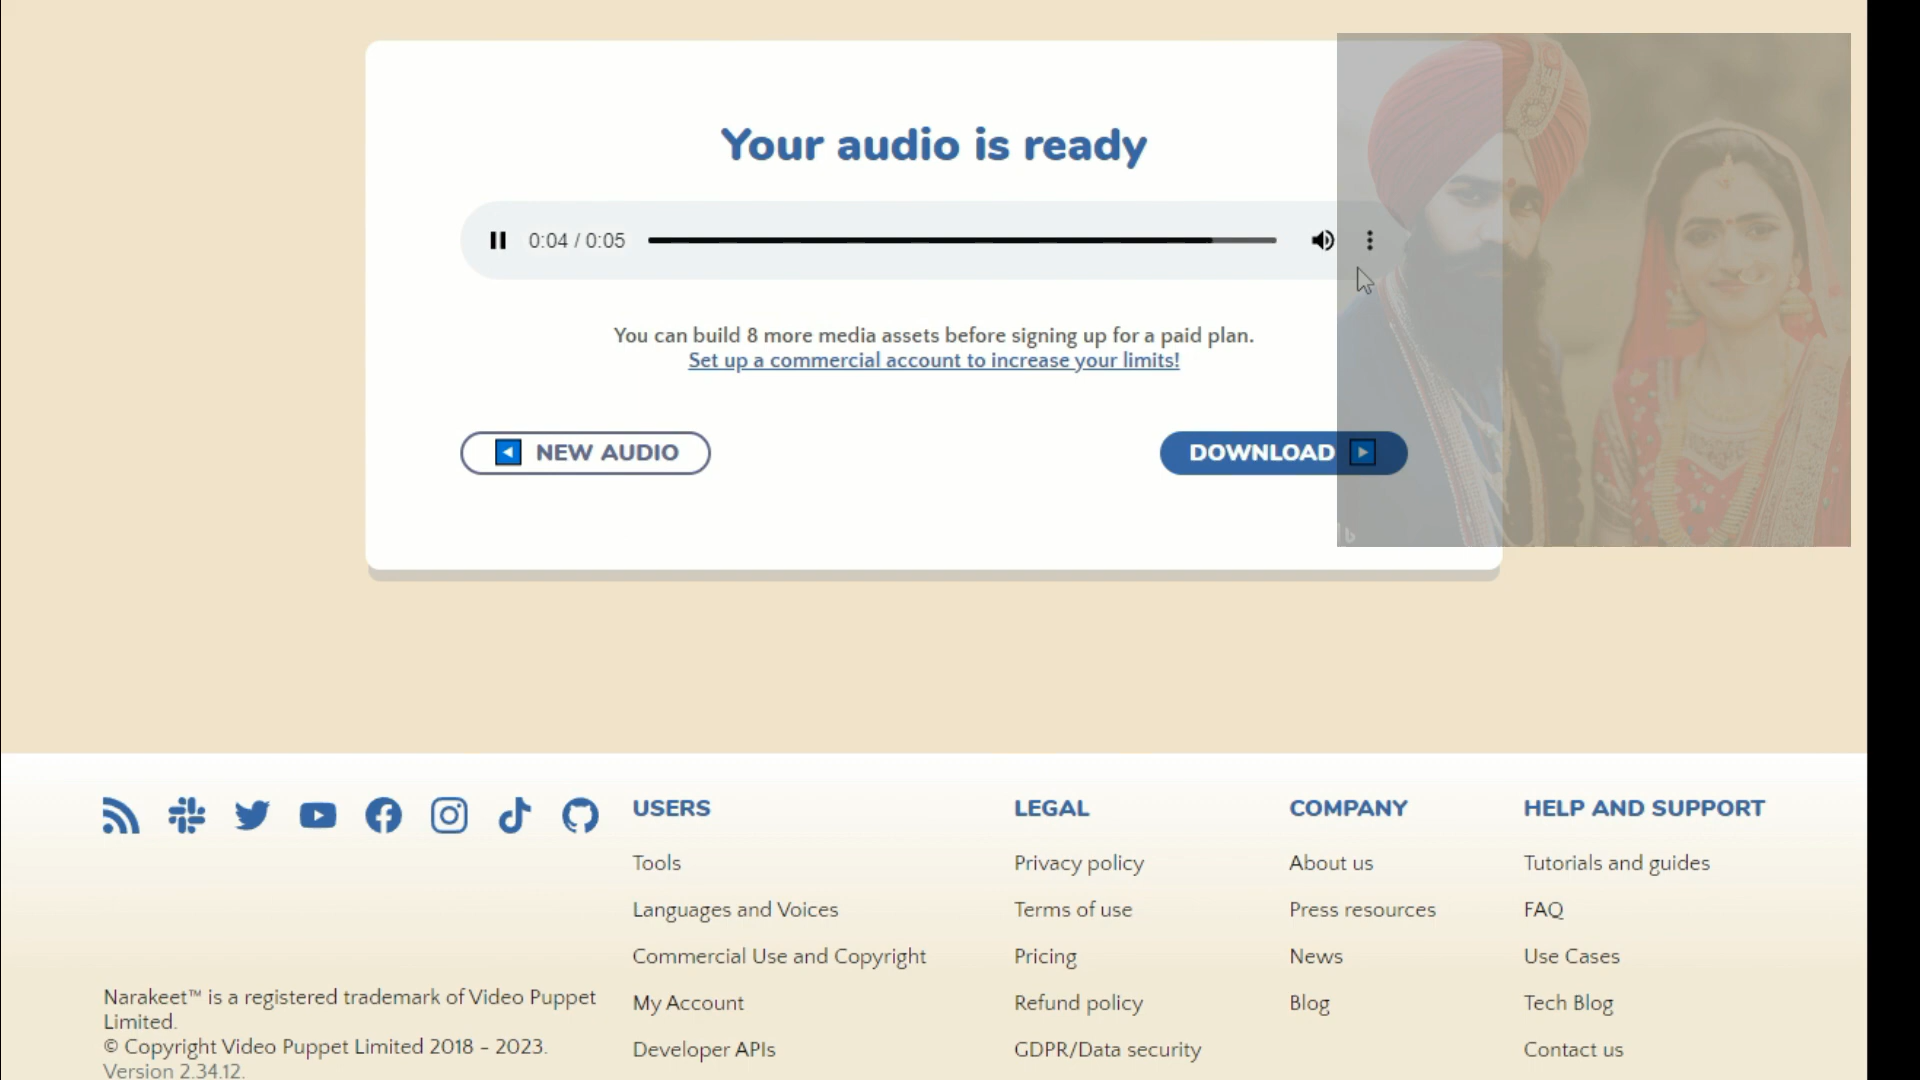 Your audio is ready
0:04 / 0:05
You can build 8 more media assets before signing up for a paid plan.
Set up a commercial account to increase your limits!
NEW AUDIO
DOWNLOAD
b
USERS
Tools
Languages and Voices
Commercial Use and Copyright
My Account
Developer APIs
LEGAL
Privacy policy
Terms of use
Pricing
Refund policy
GDPR/Data security
COMPANY
About us
Press resources
News
Blog
HELP AND SUPPORT
Tutorials and guides
FAQ
Use Cases
Tech Blog
Contact us
Narakeet™ is a registered trademark of Video Puppet
Limited.
© Copyright Video Puppet Limited 2018 - 2023.
Version 2.34.12.